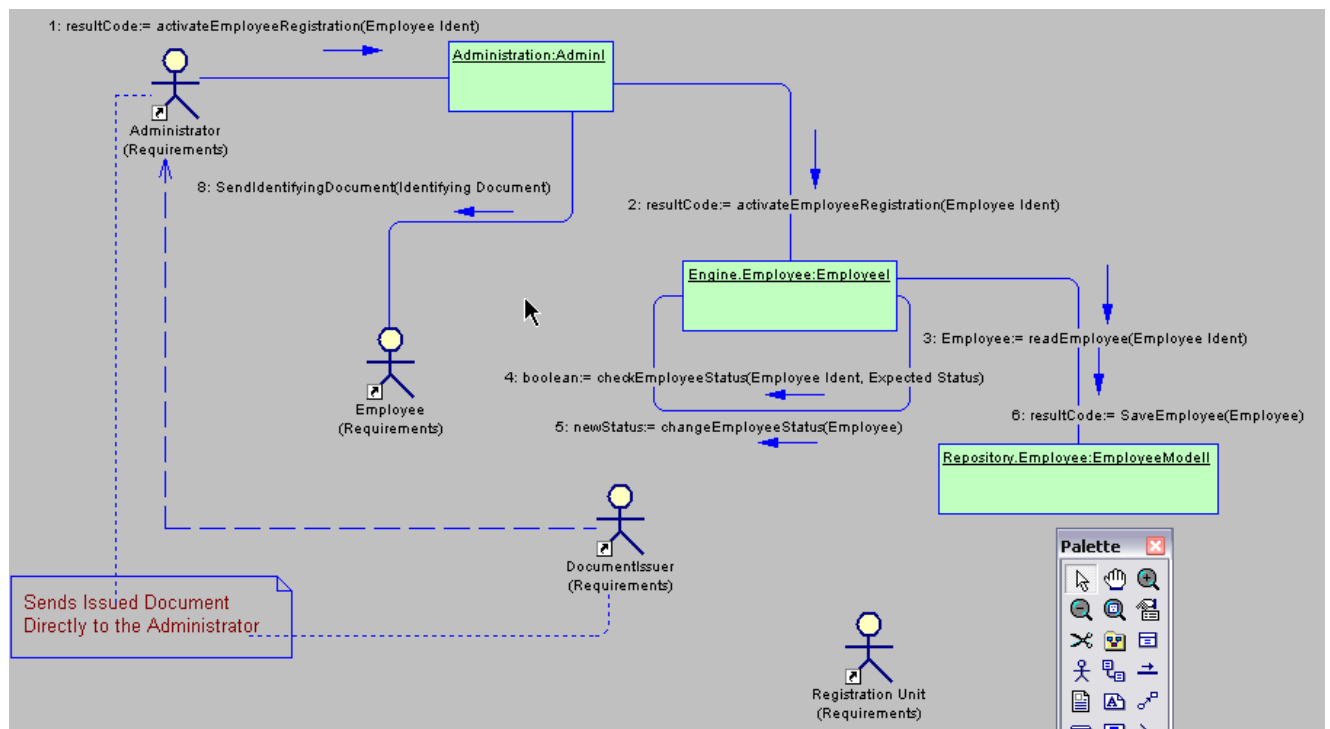 1: resultCode:= activateEmployeeRegistration(Employee Ident)
Administration:AdminI
Administrator
(Requirements)
8: SendIdentifyingDocument(Identifying Document)
2: resultCode:= activateEmployeeRegistration(Employee Ident)
Engine.Employee:EmployeeI
3: Employee:= readEmployee(Employee Ident)
4: boolean:= checkEmployeeStatus(Employee Ident, Expected Status)
Employee
(Requirements)
6: resultCode:= SaveEmployee(Employee)
5: newStatus:= changeEmployeeStatus(Employee)
Repository.Employee:EmployeeModelI
Palette
DocumentIssuer
(Requirements)
Sends Issued Document
Directly to the Administrator
Registration Unit
(Requirements)